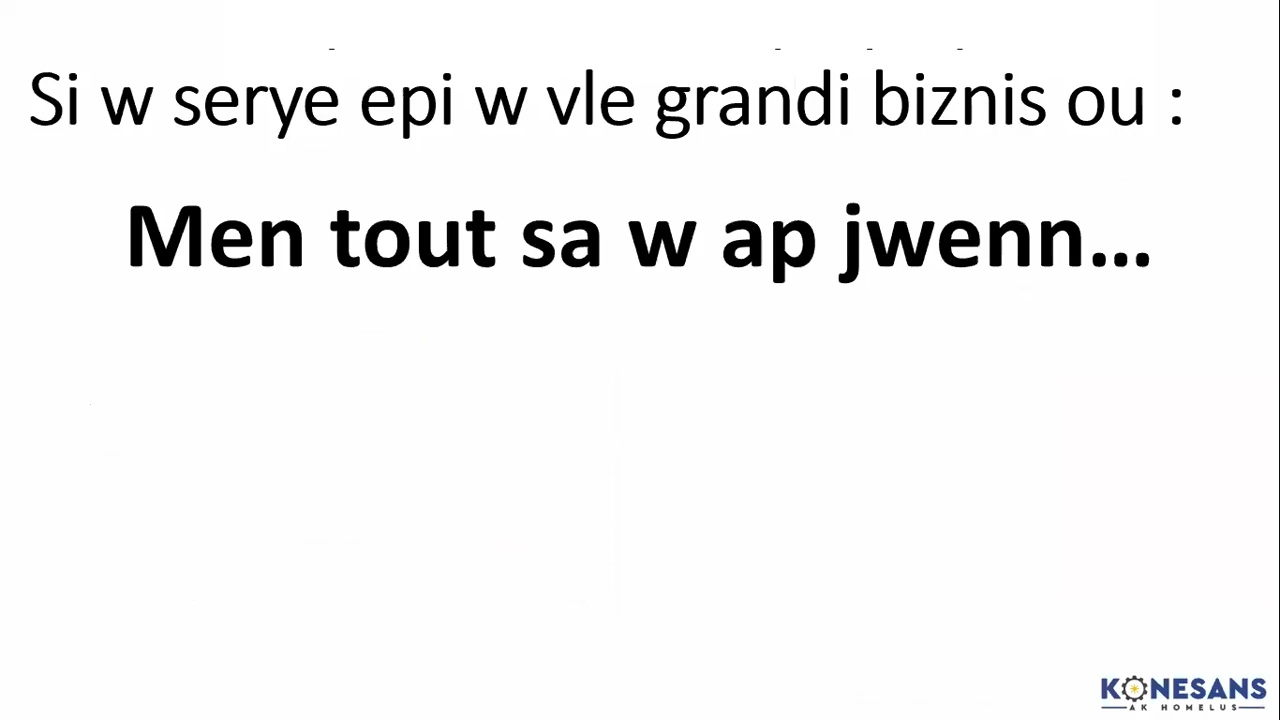 Si w serye epi w vle grandi biznis ou :
Men tout sa w ap jwenn...
KONESANS
AK HOMELUS